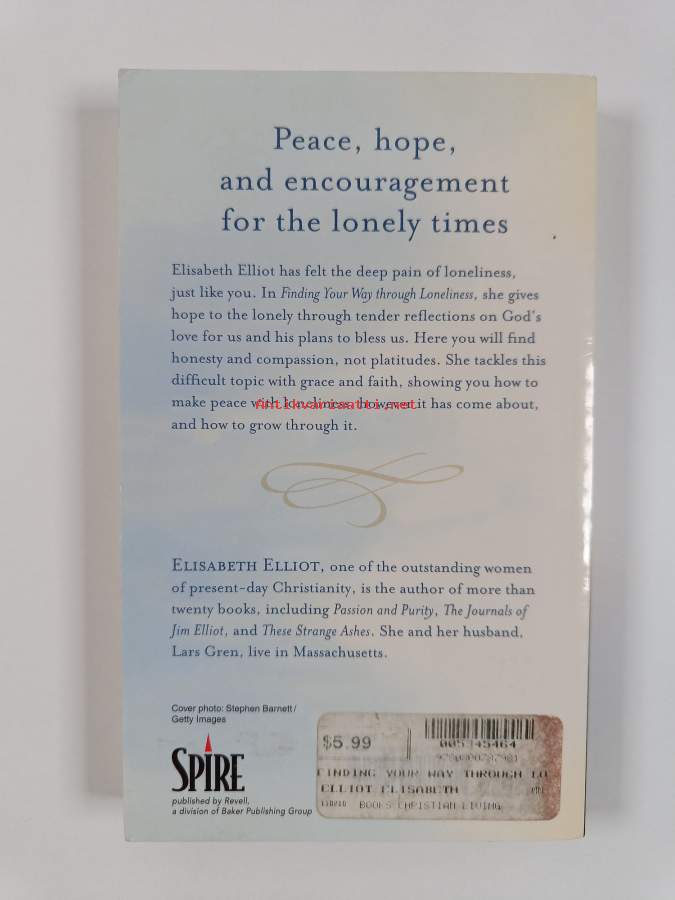 Peace, hope,
and encouragement
for the lonely times
Elisabeth Elliot has felt the deep pain of loneliness,
just like you. In Finding Your Way through Loneliness, she gives
hope to the lonely through tender reflections on God's
love for us and his plans to bless us. Here you will find
honesty and compassion, not platitudes. She tackles this
difficult topic with grace and faith, showing you how to
make peace with loneliness, however it has come about,
and how to grow through it.
Antikvariaatti.net
ELISABETH ELLIOT, one of the outstanding women
of present-day Christianity, is the author of more than
twenty books, including Passion and Purity, The Journals of
Jim Elliot, and These Strange Ashes. She and her husband,
Lars Gren, live in Massachusetts.
Cover photo: Stephen Barnett/
Getty Images
SPIRE
published by Revell,
a division of Baker Publishing Group
$5.99
FINDING YOUR WAY THROUGH LO
ELLIOT ELISABETH
BOOKS CHRISTIAN LIVING